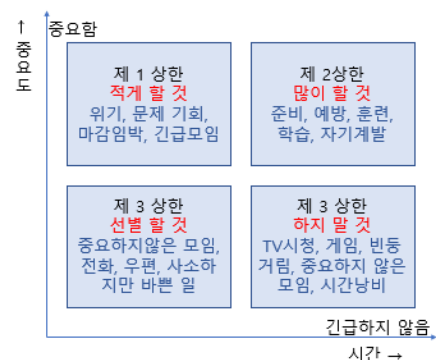 ↑
중
요
도
중요함
제 1 상한
적게 할 것
위기, 문제 기회,
마감임박, 긴급모임
제 2상한
많이 할 것
준비, 예방, 훈련,
학습, 자기계발
제 3 상한
선별 할 것
중요하지않은 모임,
전화, 우편, 사소하
지만 바쁜 일
제 3 상한
하지 말 것
TV시청, 게임, 빈둥
거림, 중요하지 않은
모임, 시간낭비
긴급하지 않음
시간 →